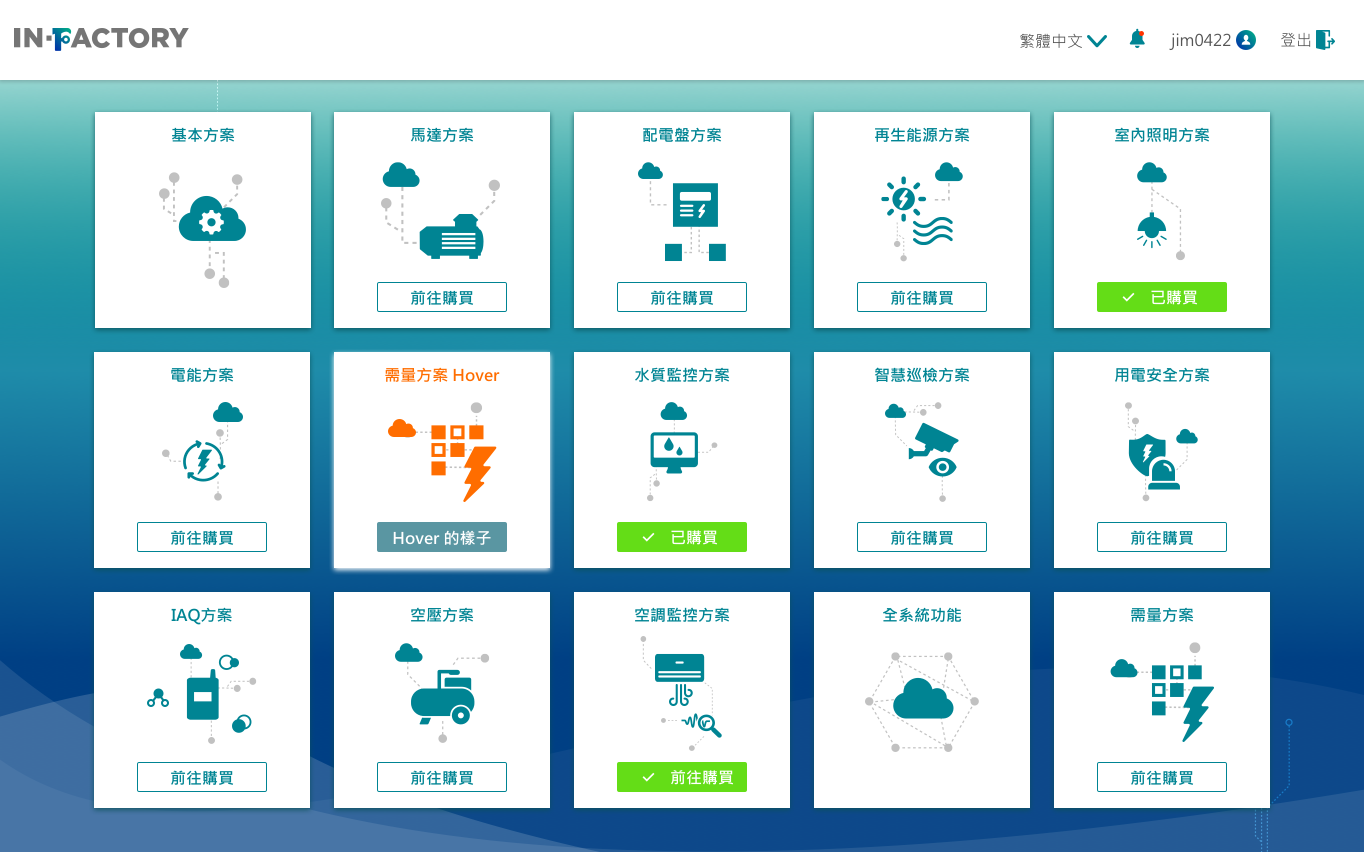 IN-FACTORY
繁體中文
jim0422
登出
基本方案
馬達方案
前往購買
配電盤方案
前往購買
再生能源方案
前往購買
室內照明方案
已購買
電能方案
前往購買
需量方案 Hover
Hover 的樣子
水質監控方案
已購買
智慧巡檢方案
前往購買
用電安全方案
前往購買
IAQ方案
前往購買
空壓方案
前往購買
空調監控方案
前往購買
全系統功能
需量方案
前往購買